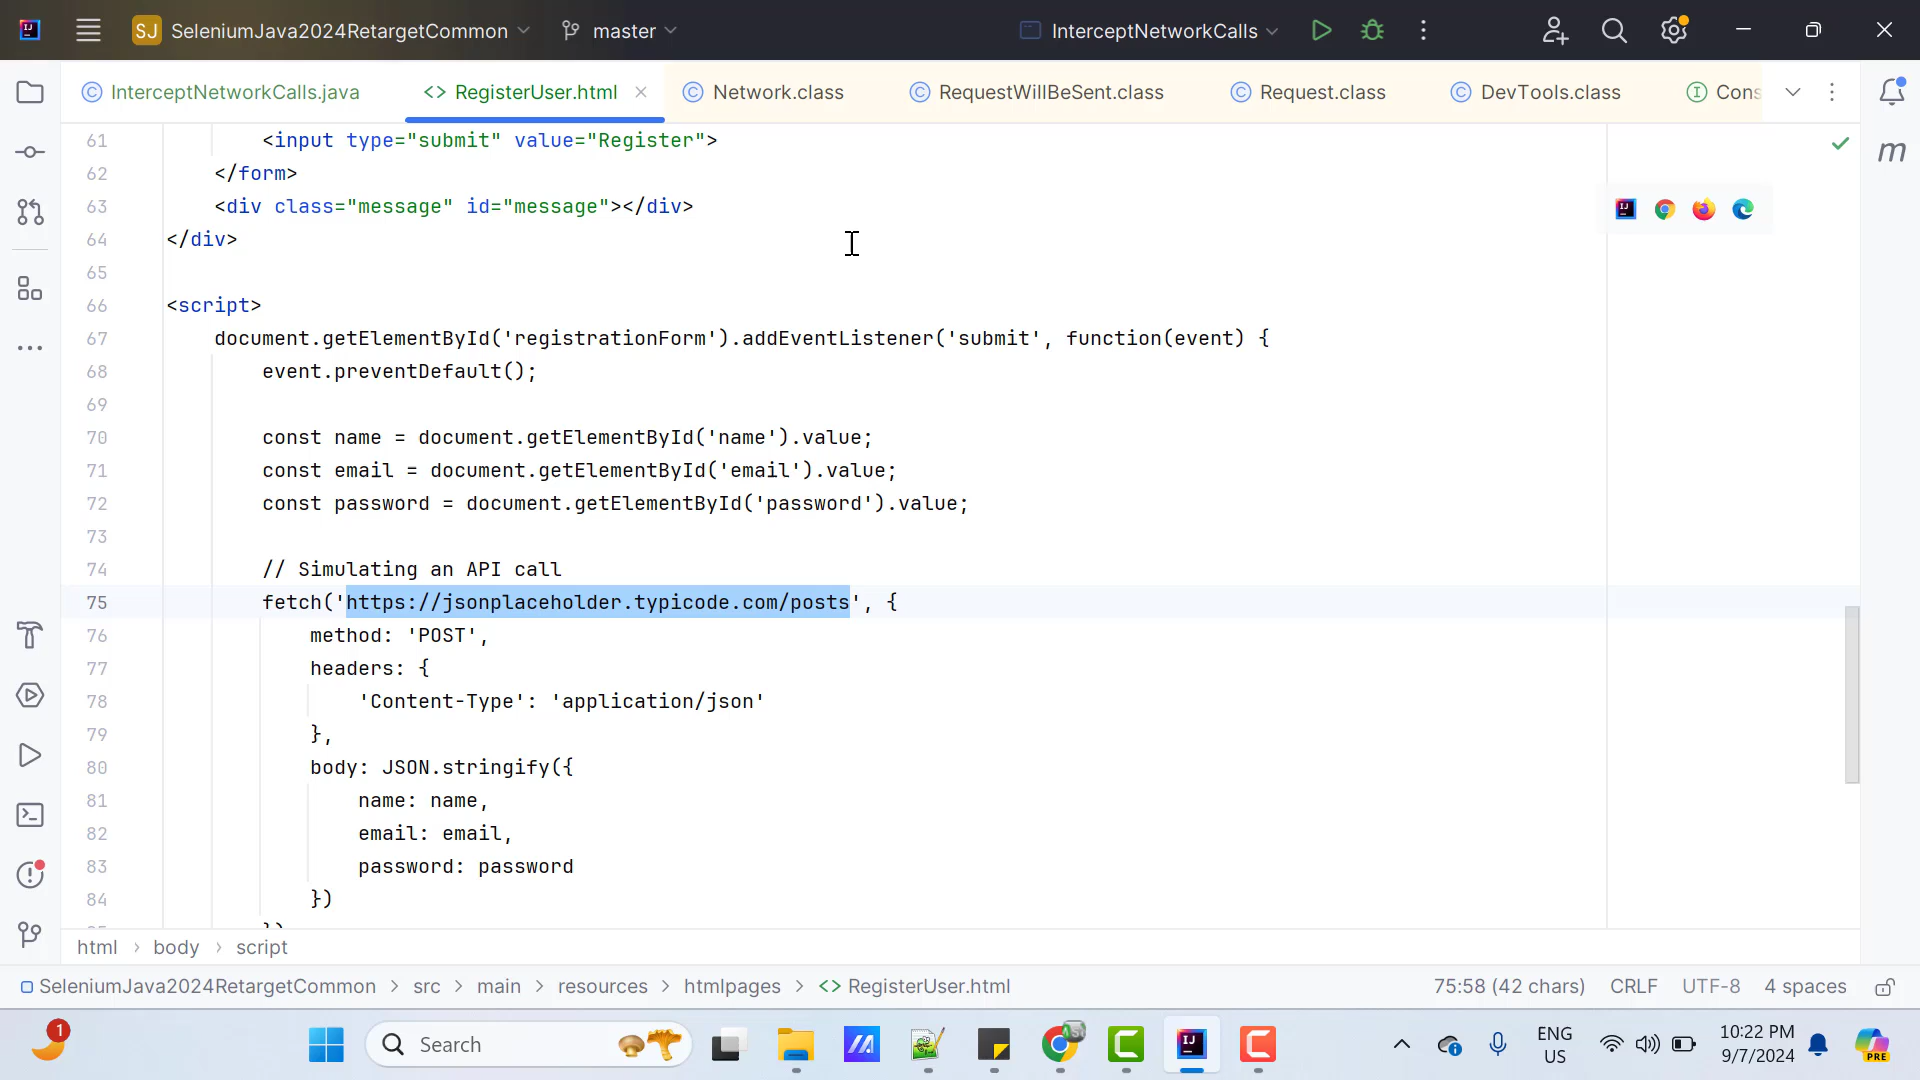 SJ SeleniumJava2024RetargetCommon master InterceptNetworkCalls
InterceptNetworkCalls.java <> RegisterUser.html Network.class RequestWillBeSent.class Request.class DevTools.class Cons
61 <input type="submit" value="Register">
62 </form>
63 <div class="message" id="message"></div>
64 </div>
65
66 <script>
67 document.getElementById('registrationForm').addEventListener('submit', function(event) {
68 event.preventDefault();
69
70 const name = document.getElementById('name').value;
71 const email = document.getElementById('email').value;
72 const password = document.getElementById('password').value;
73
74 // Simulating an API call
75 fetch('https://jsonplaceholder.typicode.com/posts', {
76 method: 'POST',
77 headers: {
78 'Content-Type': 'application/json'
79 },
80 body: JSON.stringify({
81 name: name,
82 email: email,
83 password: password
84 })
html › body › script
SeleniumJava2024RetargetCommon > src > main > resources > htmlpages > <> RegisterUser.html 75:58 (42 chars) CRLF UTF-8 4 spaces
1 Search ENG US 10:22 PM 9/7/2024 PRE